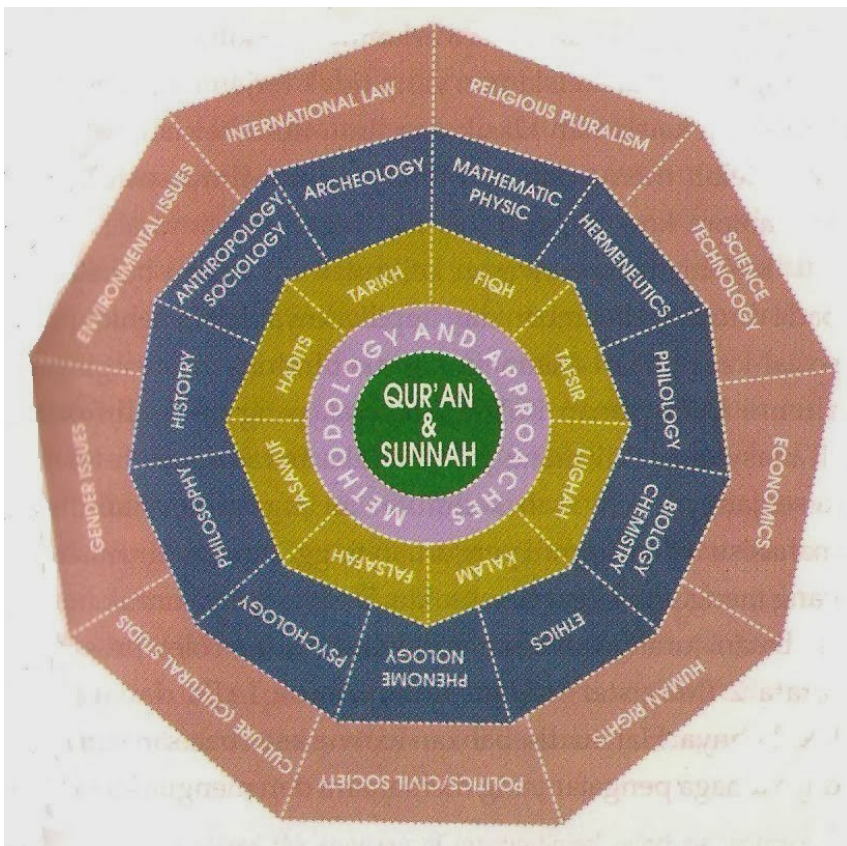 QUR'AN
&
SUNNAH
METHODOLOGY AND APPROACHES
TARIKH
FIQH
TAFSIR
LUGHAH
KALAM
FALSAFAH
TASAWUF
HADITS
ARCHEOLOGY
MATHEMATIC
PHYSIC
HERMENEUTICS
PHILOLOGY
BIOLOGY
CHEMISTRY
ETHICS
PHENOME
NOLOGY
PSYCHOLOGY
PHILOSOPHY
HISTOTRY
ANTHROPOLOGY
SOCIOLOGY
INTERNATIONAL LAW
RELIGIOUS PLURALISM
SCIENCE
TECHNOLOGY
ECONOMICS
HUMAN RIGHTS
POLITICS/CIVIL SOCIETY
CULTURE (CULTURAL STUDIS
GENDER ISSUES
ENVIRONMENTAL ISSUES